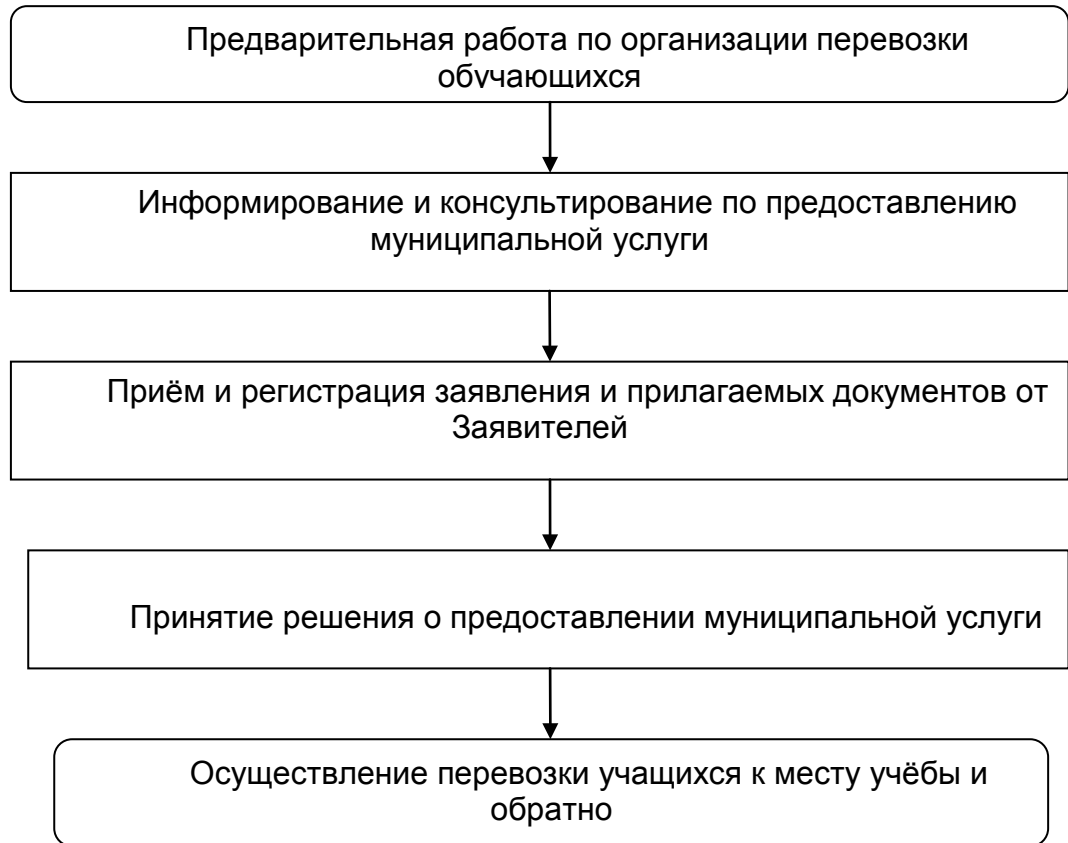 Предварительная работа по организации перевозки
обучающихся
Информирование и консультирование по предоставлению
муниципальной услуги
Приём и регистрация заявления и прилагаемых документов от
Заявителей
Принятие решения о предоставлении муниципальной услуги
Осуществление перевозки учащихся к месту учёбы и
обратно